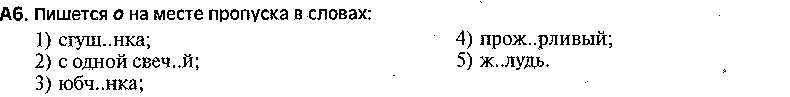 А6. Пишется о на месте пропуска в словах:
1) сгуш..нка;
2) с одной свеч..й;
3) юбч..нка;
4) прож..рливый;
5) ж..лудь.